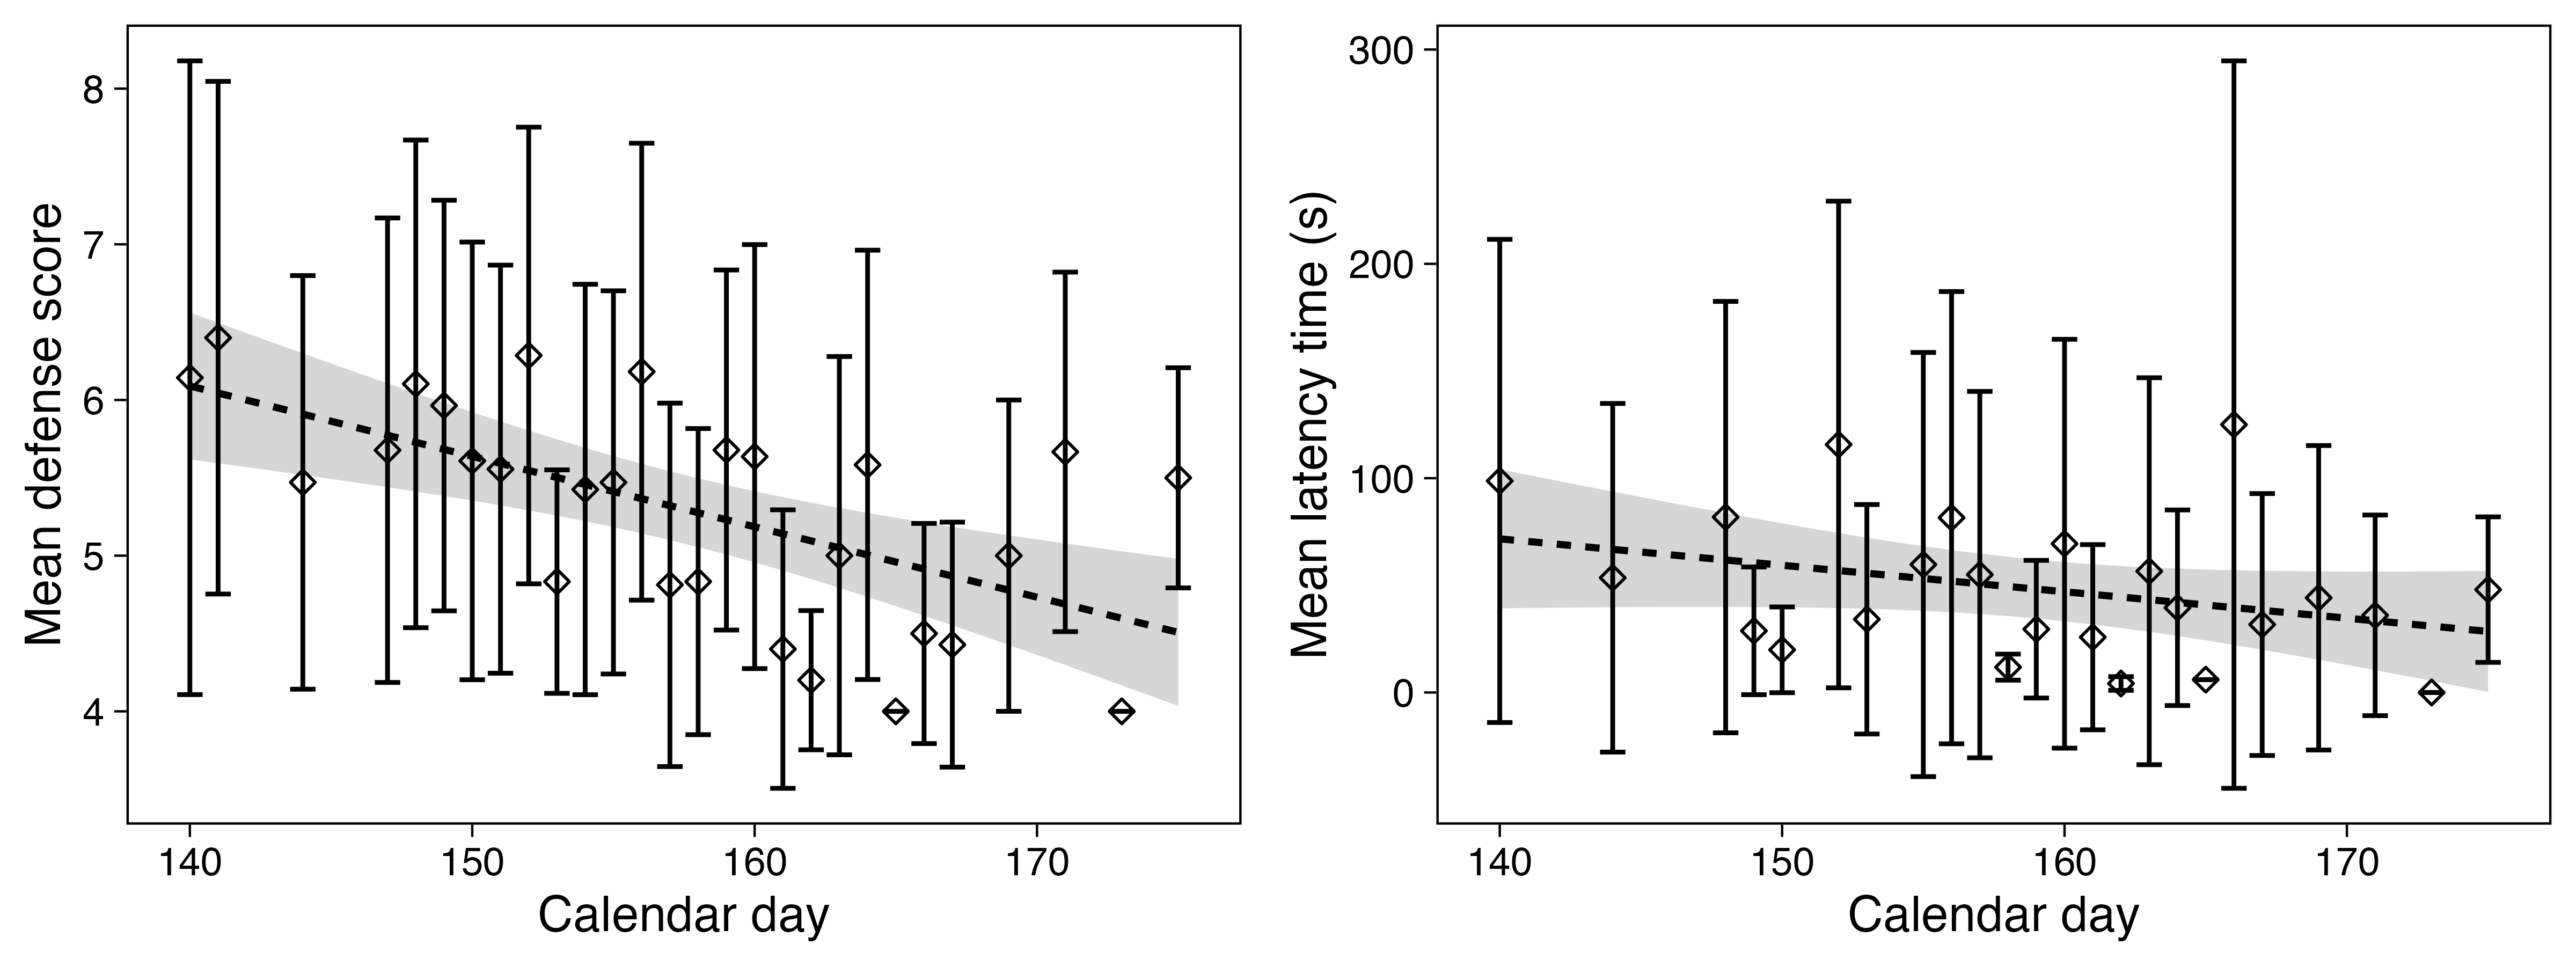 Mean defense score
8
7
6
5
4
140 150 160 170
Calendar day
Mean latency time (s)
300
200
100
0
140 150 160 170
Calendar day